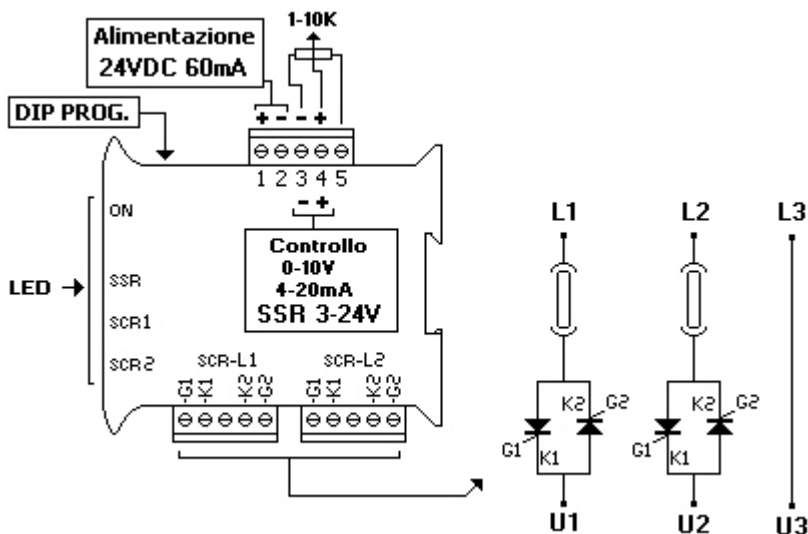 1-10K
Alimentazione
24VDC 60mA
DIP PROG.
+ - - +
1 2 3 4 5
- +
ON
Controllo
0-10V
4-20mA
SSR 3-24V
LED
SSR
SCR1
SCR2
SCR-L1 SCR-L2
-G1 -K1 -K2 -G2 -G1 -K1 -K2 -G2
L1 L2 L3
K2 G2 K2 G2
G1 K1 G1 K1
U1 U2 U3